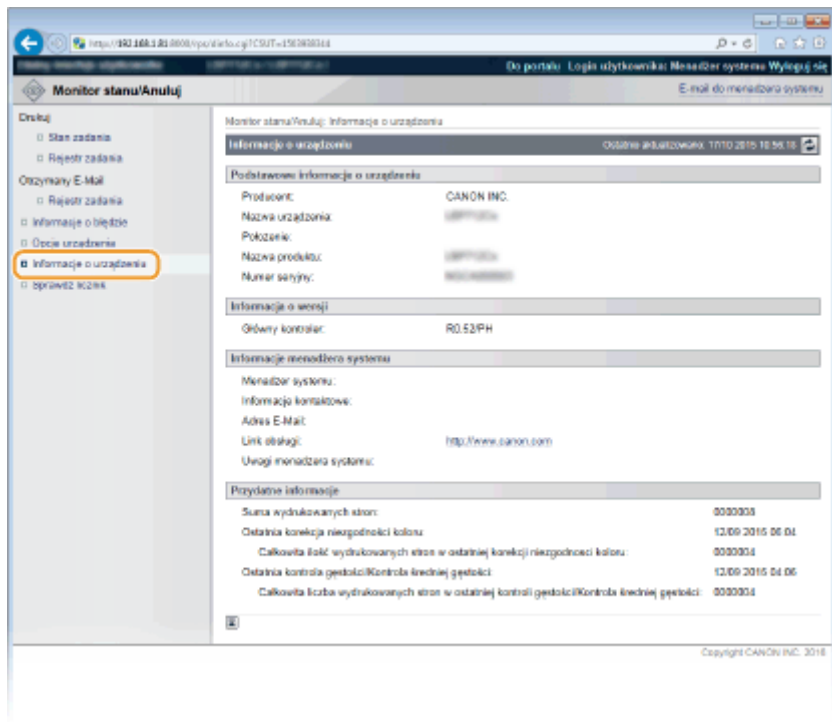 Do portalu Login użytkownika: Menedżer systemu Wyloguj się
Monitor stanu/Anuluj
E-mail do menedżera systemu
Drukuj
Stan zadania
Rejestr zadania
Otrzymany E-Mail
Rejestr zadania
Informacje o błędzie
Opcje urządzenia
Informacje o urządzeniu
Sprawdź licznik
Monitor stanu/Anuluj: Informacje o urządzeniu
Informacje o urządzeniu
Ostatnio aktualizowano: 17/10 2015 10:56:18
Podstawowe informacje o urządzeniu
Producent: CANON INC.
Nazwa urządzenia:
Położenie:
Nazwa produktu:
Numer seryjny:
Informacja o wersji
Główny kontroler: R0.52/PH
Informacje menadżera systemu
Menadżer systemu:
Informacje kontaktowe:
Adres E-Mail:
Link obsługi: http://www.canon.com
Uwagi menadżera systemu:
Przydatne informacje
Suma wydrukowanych stron: 0000008
Ostatnia korekcja niezgodności koloru: 12/09 2015 06:04
Całkowita ilość wydrukowanych stron w ostatniej korekcji niezgodności koloru: 0000004
Ostatnia kontrola gęstości/Kontrola średniej gęstości: 12/09 2015 04:06
Całkowita liczba wydrukowanych stron w ostatniej kontroli gęstości/Kontrola średniej gęstości: 0000004
Copyright CANON INC.